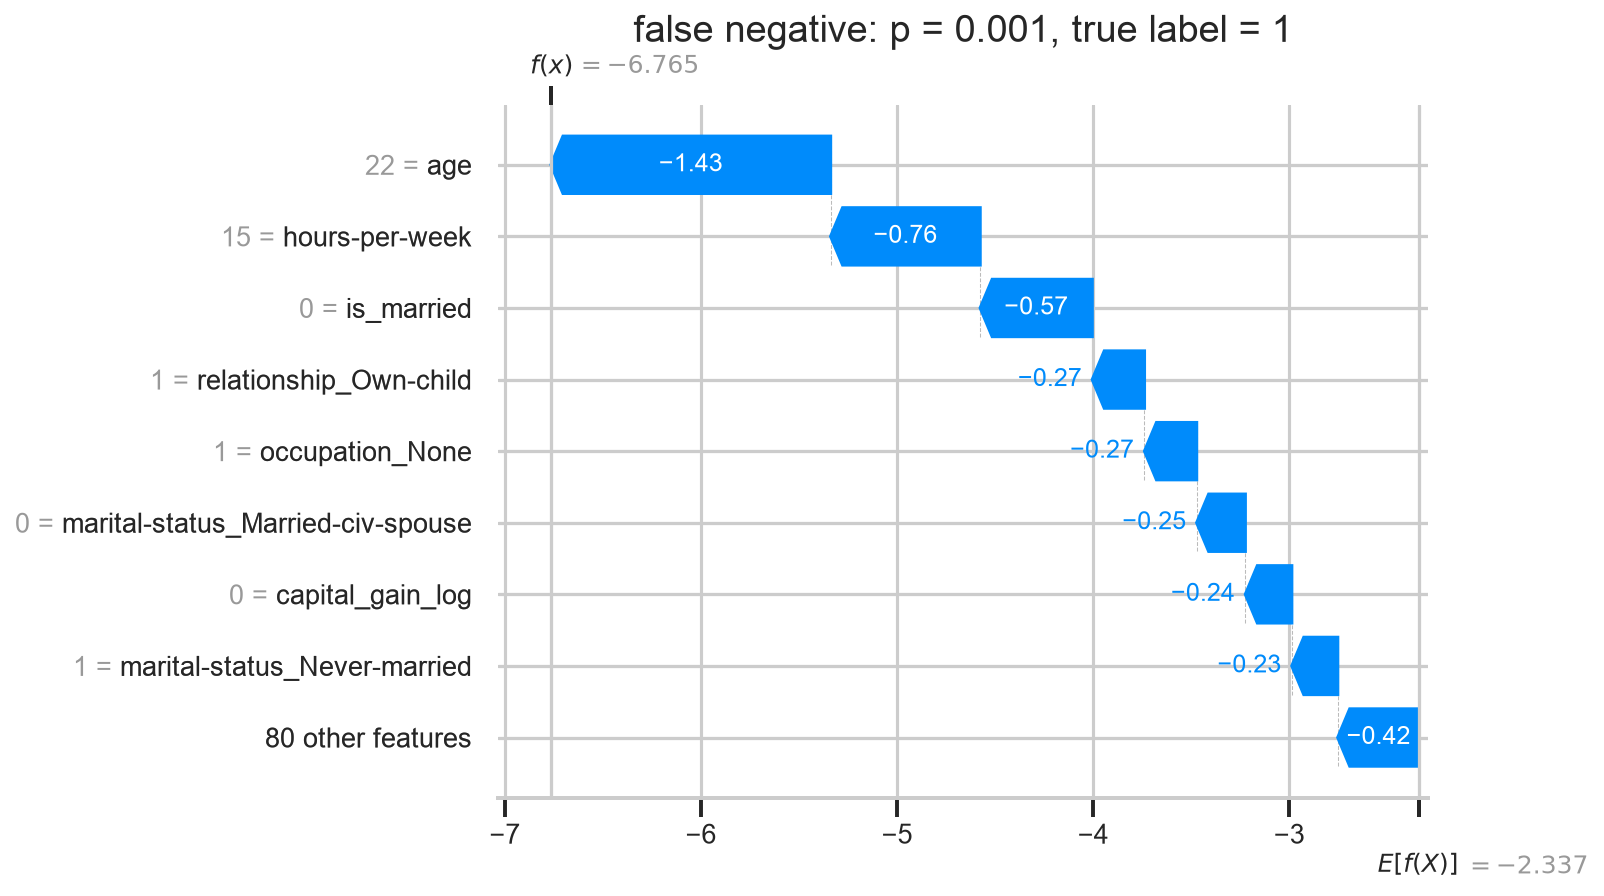 false negative: p = 0.001, true label = 1
f(x) = −6.765
22 = age
−1.43
15 = hours-per-week
−0.76
0 = is_married
−0.57
1 = relationship_Own-child
−0.27
1 = occupation_None
−0.27
0 = marital-status_Married-civ-spouse
−0.25
0 = capital_gain_log
−0.24
1 = marital-status_Never-married
−0.23
80 other features
−0.42
−7 −6 −5 −4 −3
E[f(X)] = −2.337